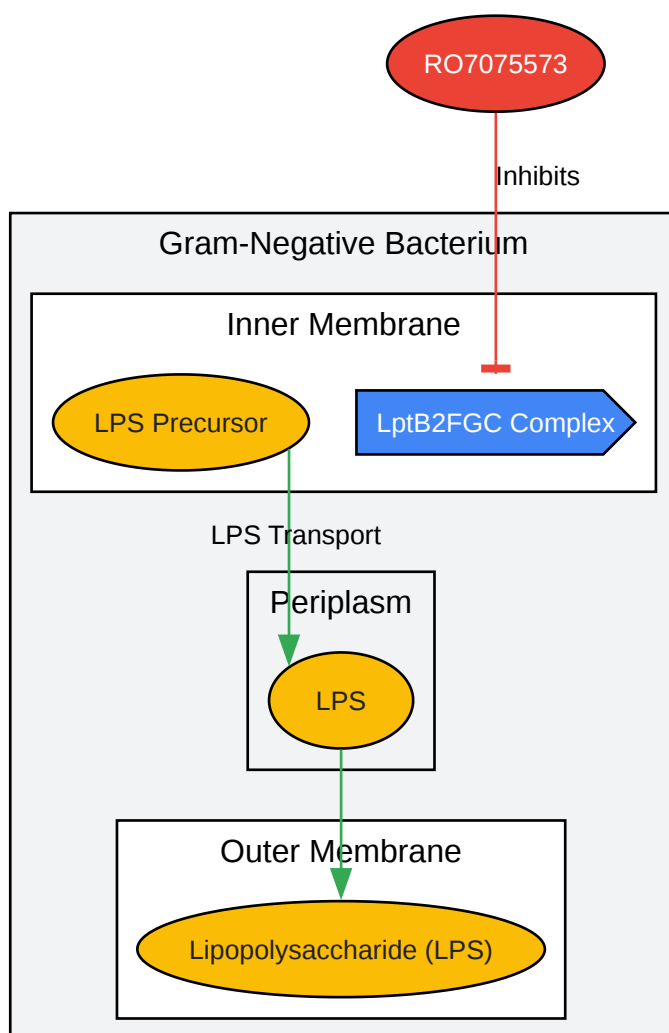 RO7075573
Inhibits
Gram-Negative Bacterium
Inner Membrane
LPS Precursor
LptB2FGC Complex
LPS Transport
Periplasm
LPS
Outer Membrane
Lipopolysaccharide (LPS)